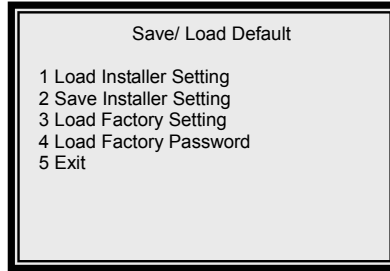 Save/ Load Default
1 Load Installer Setting
2 Save Installer Setting
3 Load Factory Setting
4 Load Factory Password
5 Exit